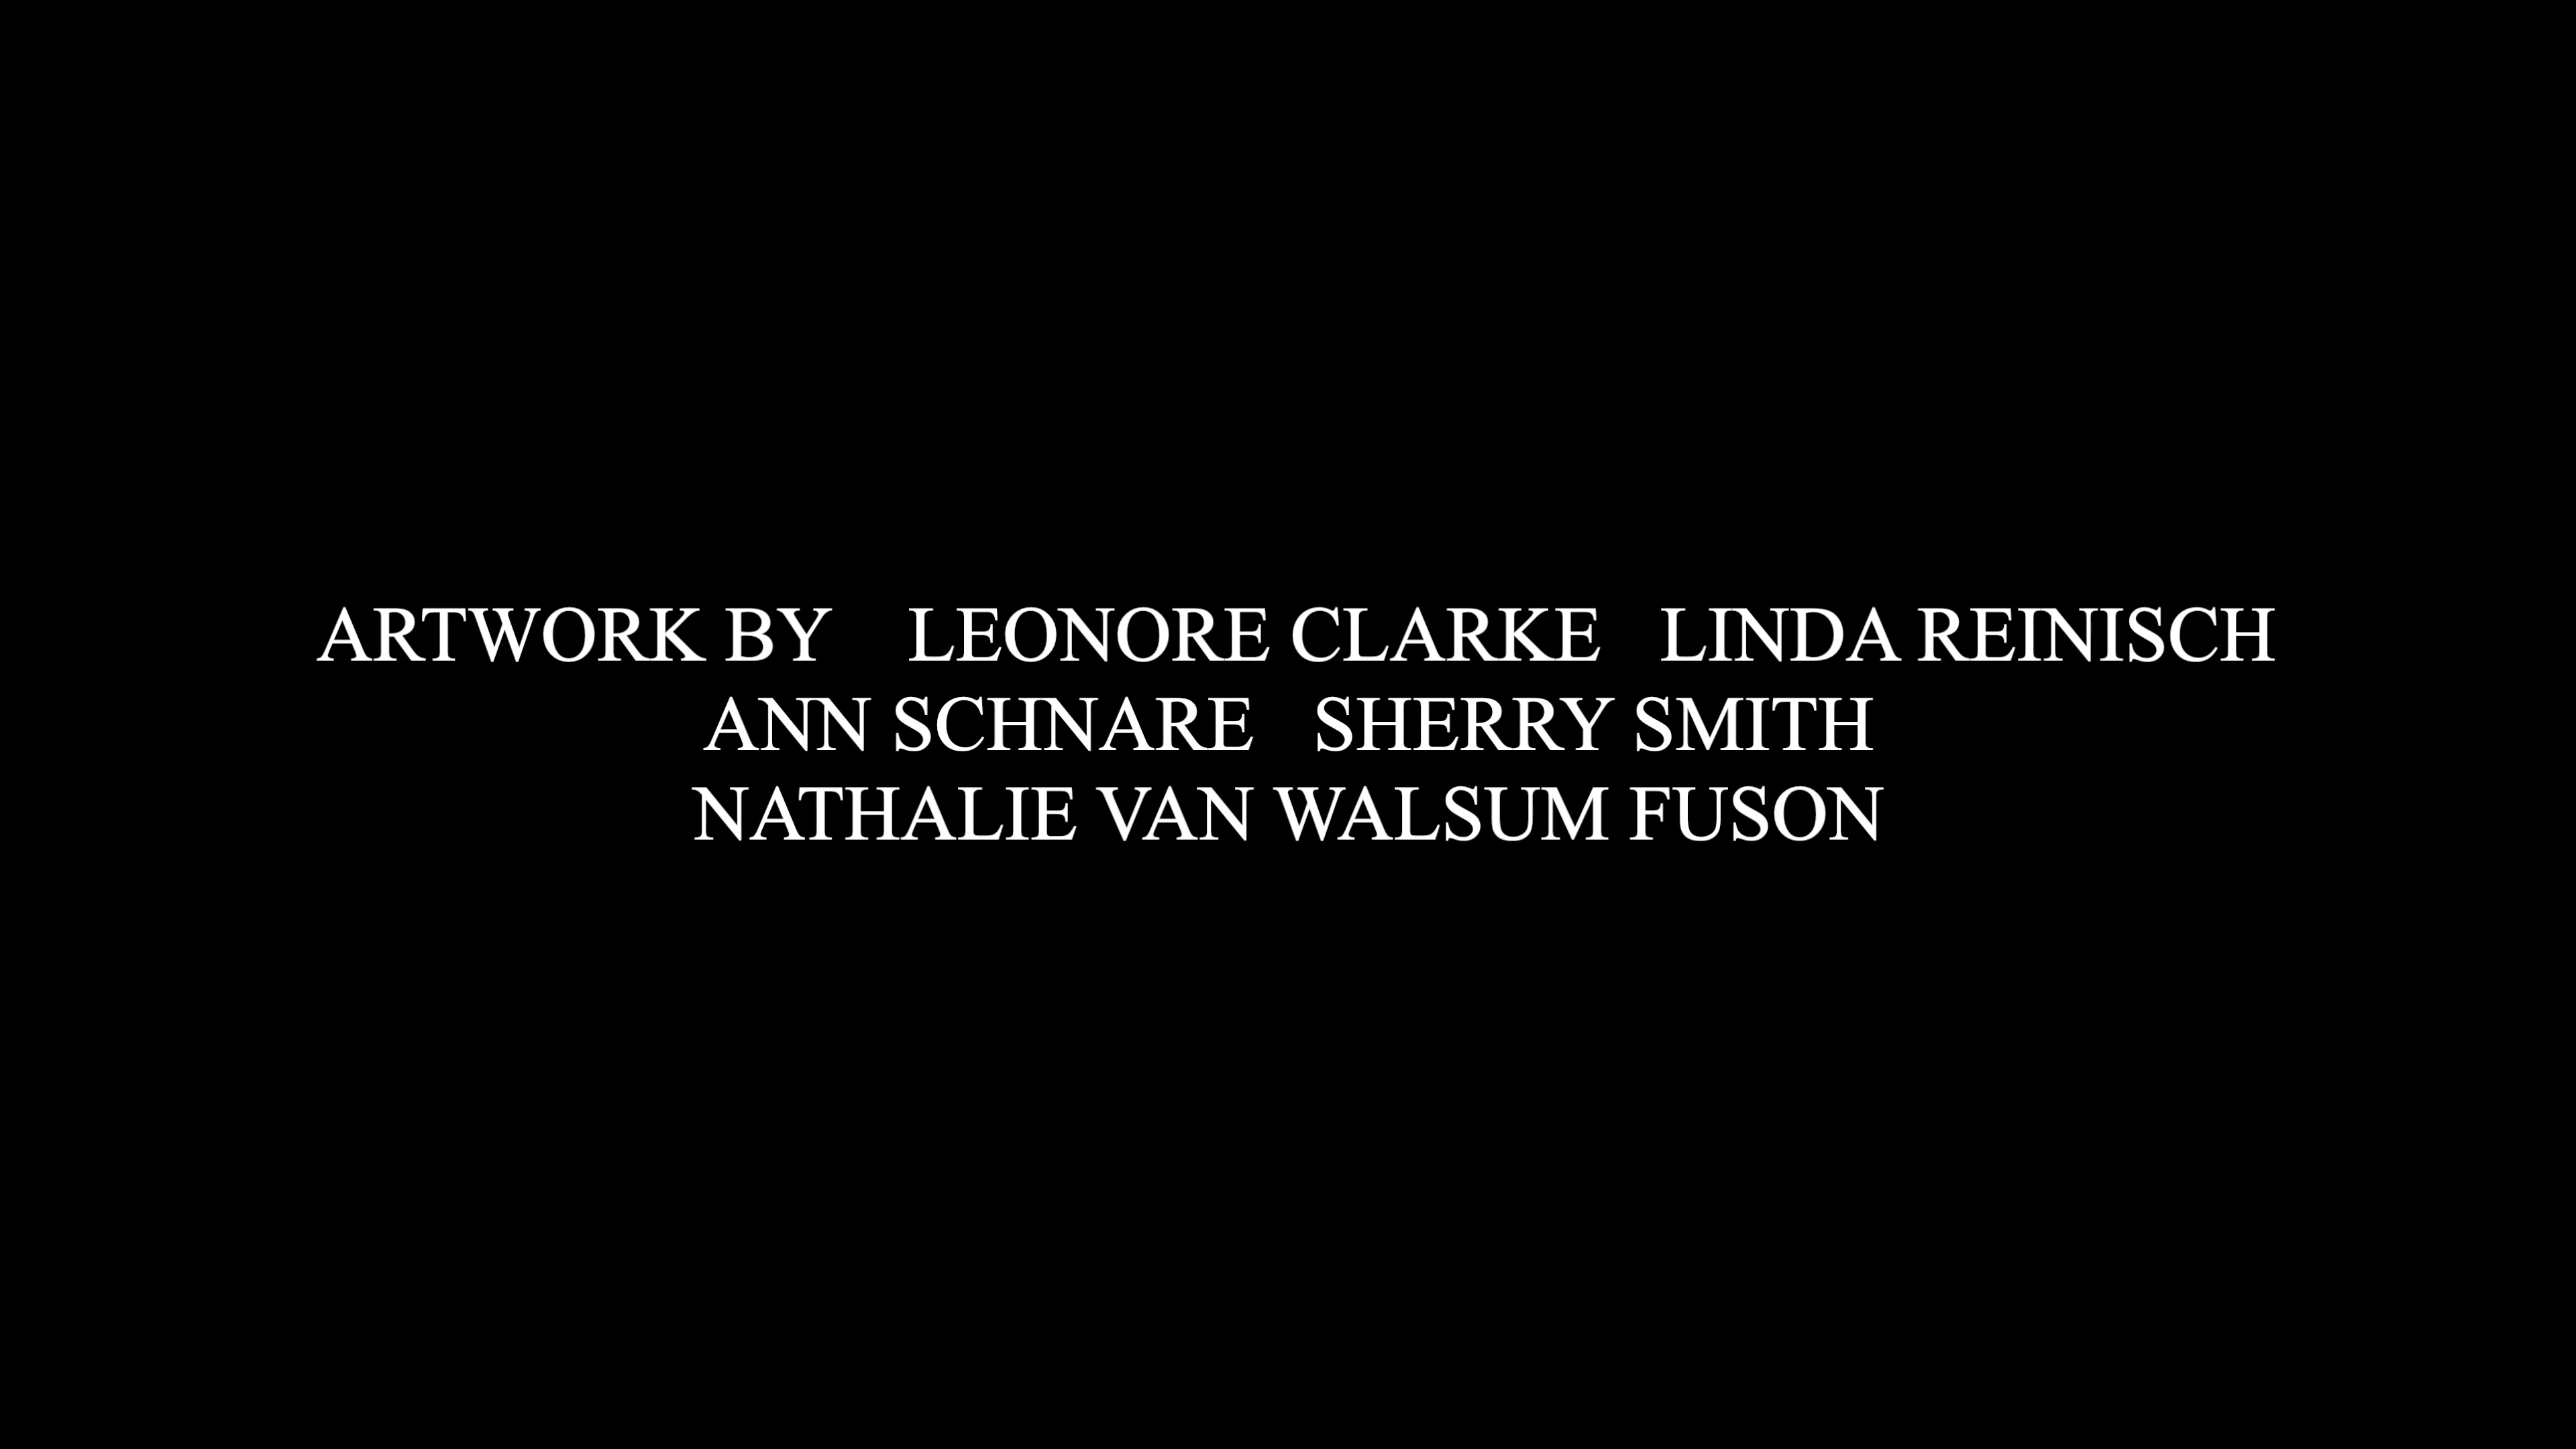 ARTWORK BY LEONORE CLARKE LINDA REINISCH
ANN SCHNARE SHERRY SMITH
NATHALIE VAN WALSUM FUSON